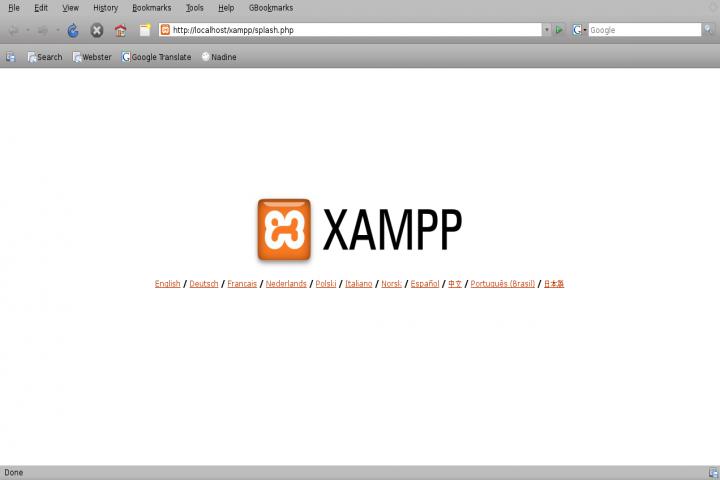 File Edit View History Bookmarks Tools Help GBookmarks
http://localhost/xampp/splash.php Google
Search Webster Google Translate Nadine
XAMPP
English / Deutsch / Francais / Nederlands / Polski / Italiano / Norsk / Español / 中文 / Português (Brasil) / 日本語
Done